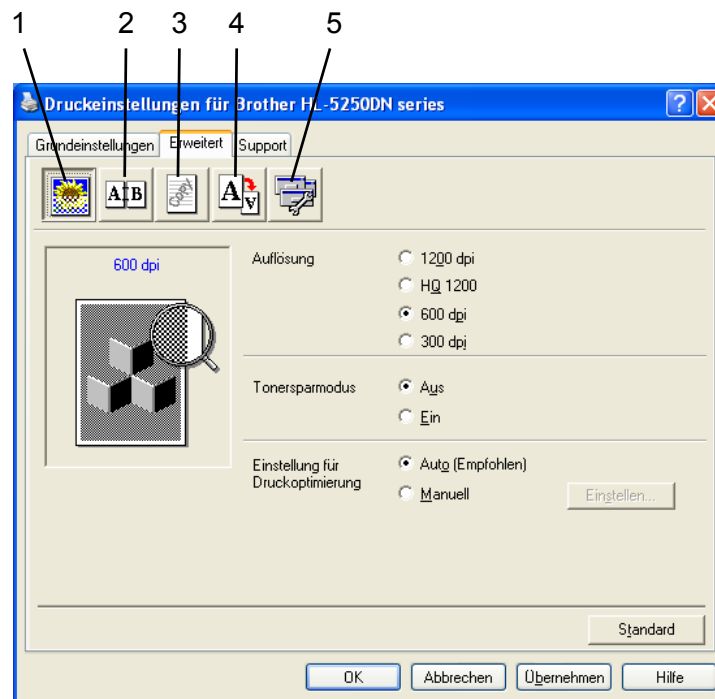 1 2 3 4 5
Druckeinstellungen für Brother HL-5250DN series
Grundeinstellungen Erweitert Support
A B Copy A V
600 dpi
Auflösung
1200 dpi
HQ 1200
600 dpi
300 dpi
Tonersparmodus
Aus
Ein
Einstellung für
Druckoptimierung
Auto (Empfohlen)
Manuell
Einstellen...
Standard
OK Abbrechen Übernehmen Hilfe